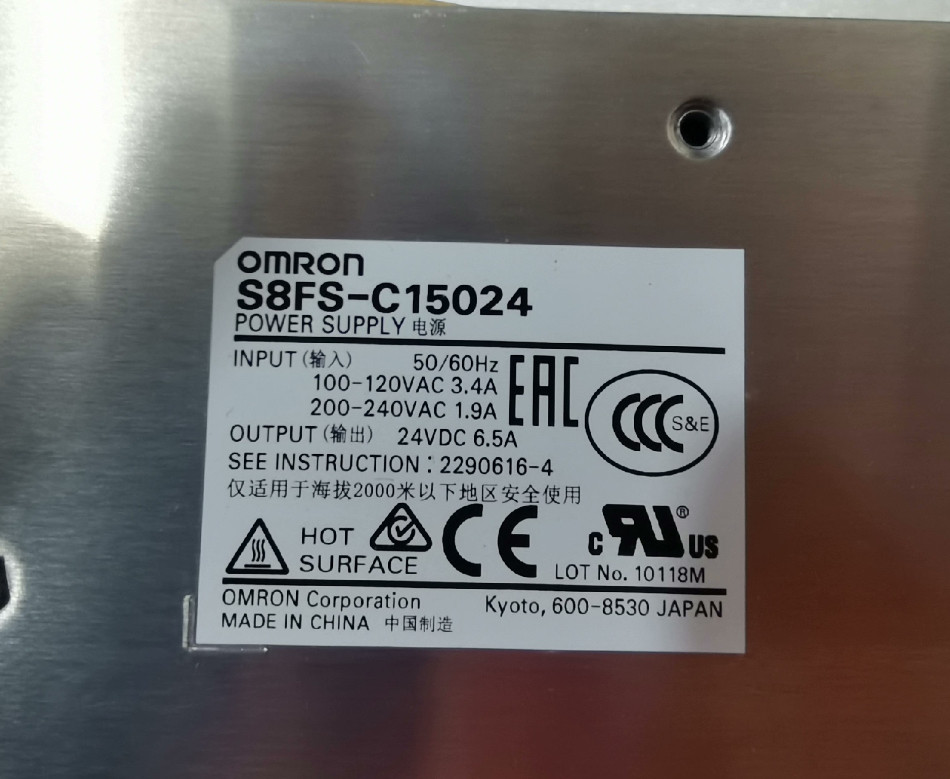 OMRON
S8FS-C15024
POWER SUPPLY 电源
INPUT (输入) 50/60Hz
100-120VAC 3.4A
200-240VAC 1.9A
EAC
CCC S&E
OUTPUT (输出) 24VDC 6.5A
SEE INSTRUCTION : 2290616-4
仅适用于海拔2000米以下地区安全使用
HOT
SURFACE
CE
c RU ® US
LOT No. 10118M
OMRON Corporation Kyoto, 600-8530 JAPAN
MADE IN CHINA 中国制造